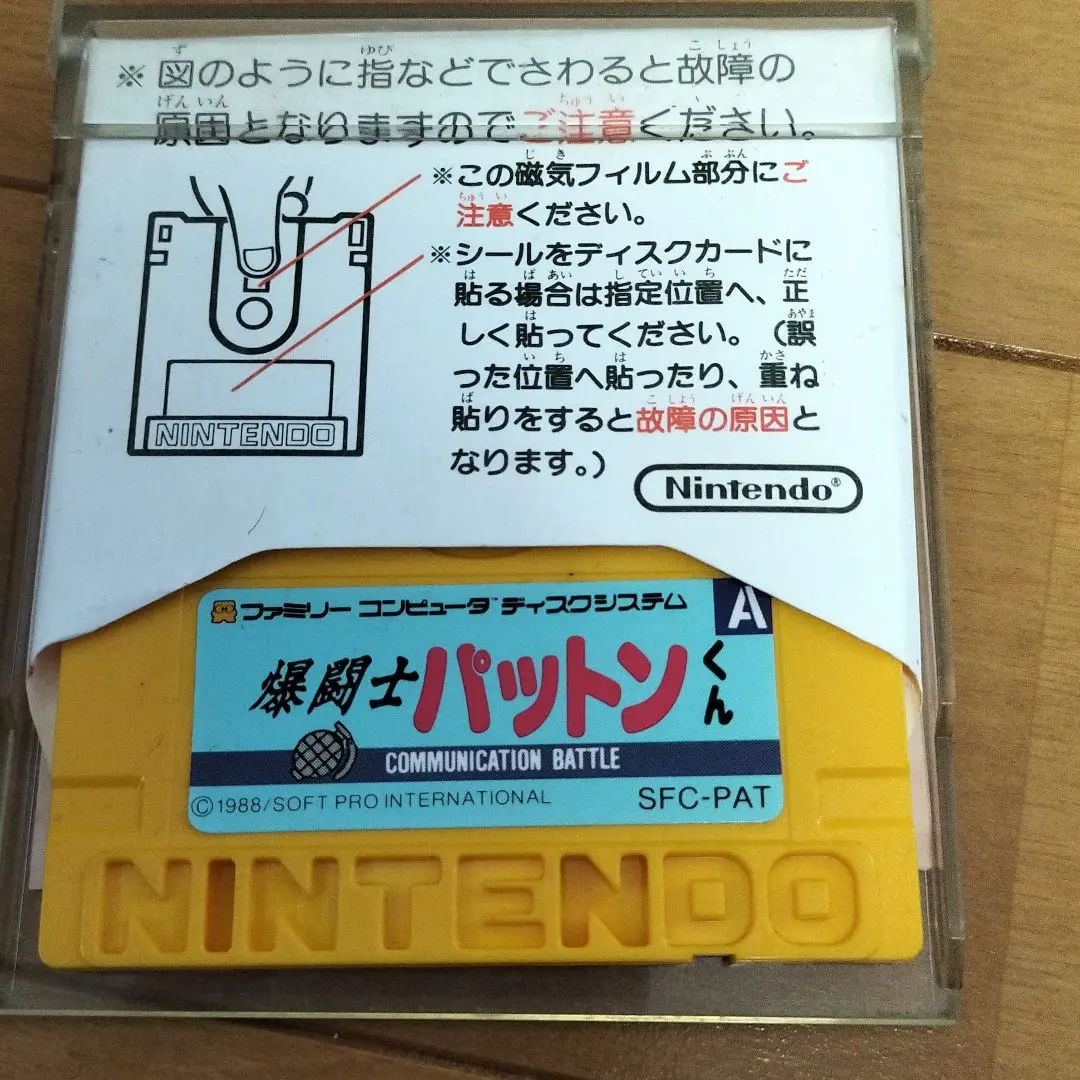 ※図のように指などでさわると故障の
原因となりますのでご注意ください。
※この磁気フィルム部分にご
注意ください。
※シールをディスクカードに
貼る場合は指定位置へ、正
しく貼ってください。(誤
った位置へ貼ったり、重ね
貼りをすると故障の原因と
なります。)
NINTENDO
Nintendo®
ファミリー コンピュータ™ ディスクシステム
A
爆闘士パットンくん
COMMUNICATION BATTLE
©1988/SOFT PRO INTERNATIONAL
SFC-PAT
NINTENDO